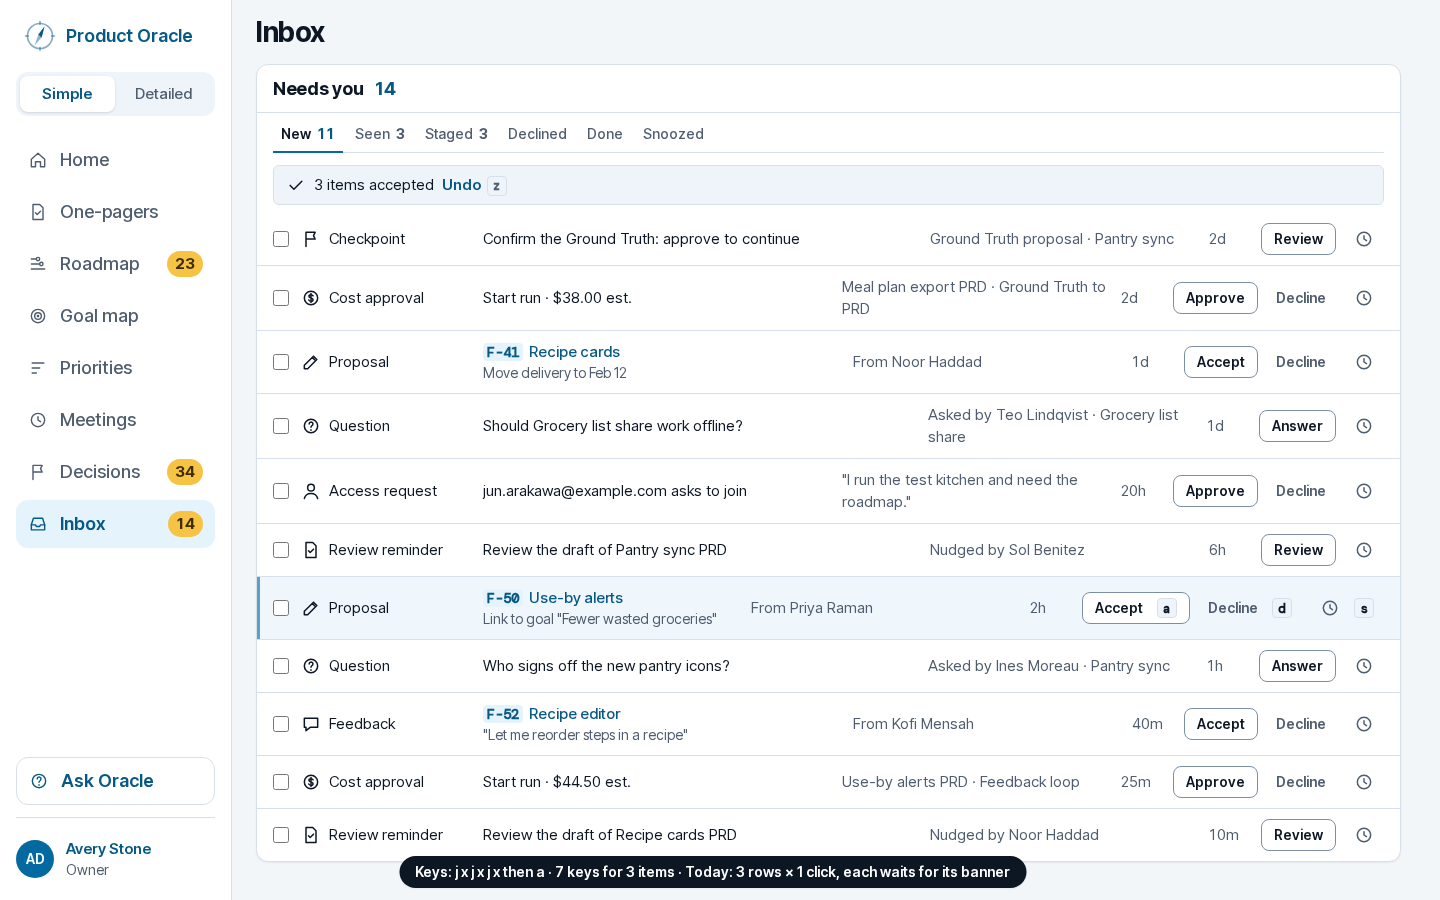 Product Oracle
Simple Detailed
Home
One-pagers
Roadmap 23
Goal map
Priorities
Meetings
Decisions 34
Inbox 14
Ask Oracle
AD Avery Stone
Owner
Inbox
Needs you 14
New 11 Seen 3 Staged 3 Declined Done Snoozed
3 items accepted Undo z
Checkpoint Confirm the Ground Truth: approve to continue Ground Truth proposal · Pantry sync 2d Review
Cost approval Start run · $38.00 est. Meal plan export PRD · Ground Truth to PRD 2d Approve Decline
Proposal F-41 Recipe cards From Noor Haddad 1d Accept Decline
Move delivery to Feb 12
Question Should Grocery list share work offline? Asked by Teo Lindqvist · Grocery list share 1d Answer
Access request jun.arakawa@example.com asks to join "I run the test kitchen and need the roadmap." 20h Approve Decline
Review reminder Review the draft of Pantry sync PRD Nudged by Sol Benitez 6h Review
Proposal F-50 Use-by alerts From Priya Raman 2h Accept a Decline d s
Link to goal "Fewer wasted groceries"
Question Who signs off the new pantry icons? Asked by Ines Moreau · Pantry sync 1h Answer
Feedback F-52 Recipe editor From Kofi Mensah 40m Accept Decline
"Let me reorder steps in a recipe"
Cost approval Start run · $44.50 est. Use-by alerts PRD · Feedback loop 25m Approve Decline
Review reminder Review the draft of Recipe cards PRD Nudged by Noor Haddad 10m Review
Keys: j x j x j x then a · 7 keys for 3 items · Today: 3 rows × 1 click, each waits for its banner